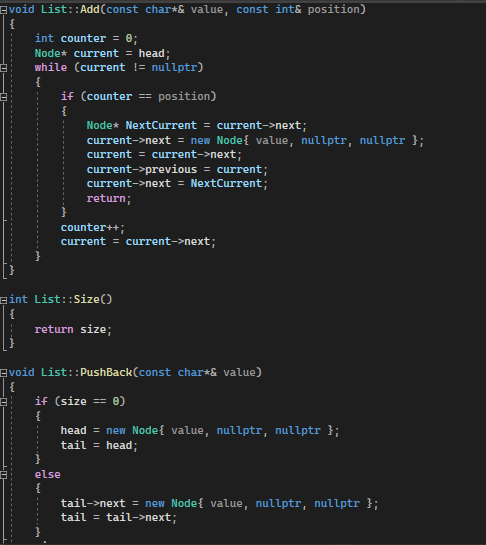 void List::Add(const char*& value, const int& position)
{
    int counter = 0;
    Node* current = head;
    while (current != nullptr)
    {
        if (counter == position)
        {
            Node* NextCurrent = current->next;
            current->next = new Node{ value, nullptr, nullptr };
            current = current->next;
            current->previous = current;
            current->next = NextCurrent;
            return;
        }
        counter++;
        current = current->next;
    }
}
int List::Size()
{
    return size;
}
void List::PushBack(const char*& value)
{
    if (size == 0)
    {
        head = new Node{ value, nullptr, nullptr };
        tail = head;
    }
    else
    {
        tail->next = new Node{ value, nullptr, nullptr };
        tail = tail->next;
    }